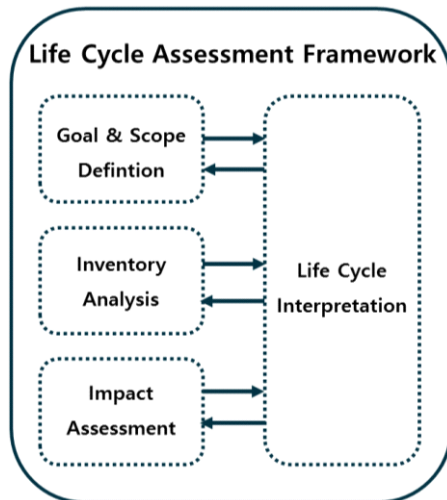 Life Cycle Assessment Framework
Goal & Scope
Defintion
Inventory
Analysis
Impact
Assessment
Life Cycle
Interpretation